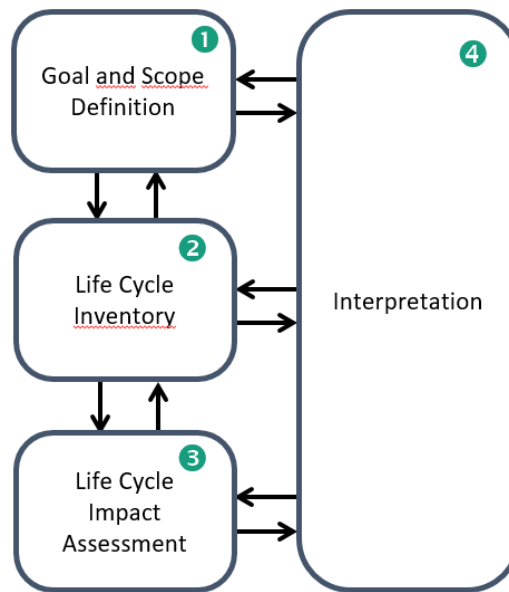 1
Goal and Scope
Definition
2
Life Cycle
Inventory
3
Life Cycle
Impact
Assessment
4
Interpretation